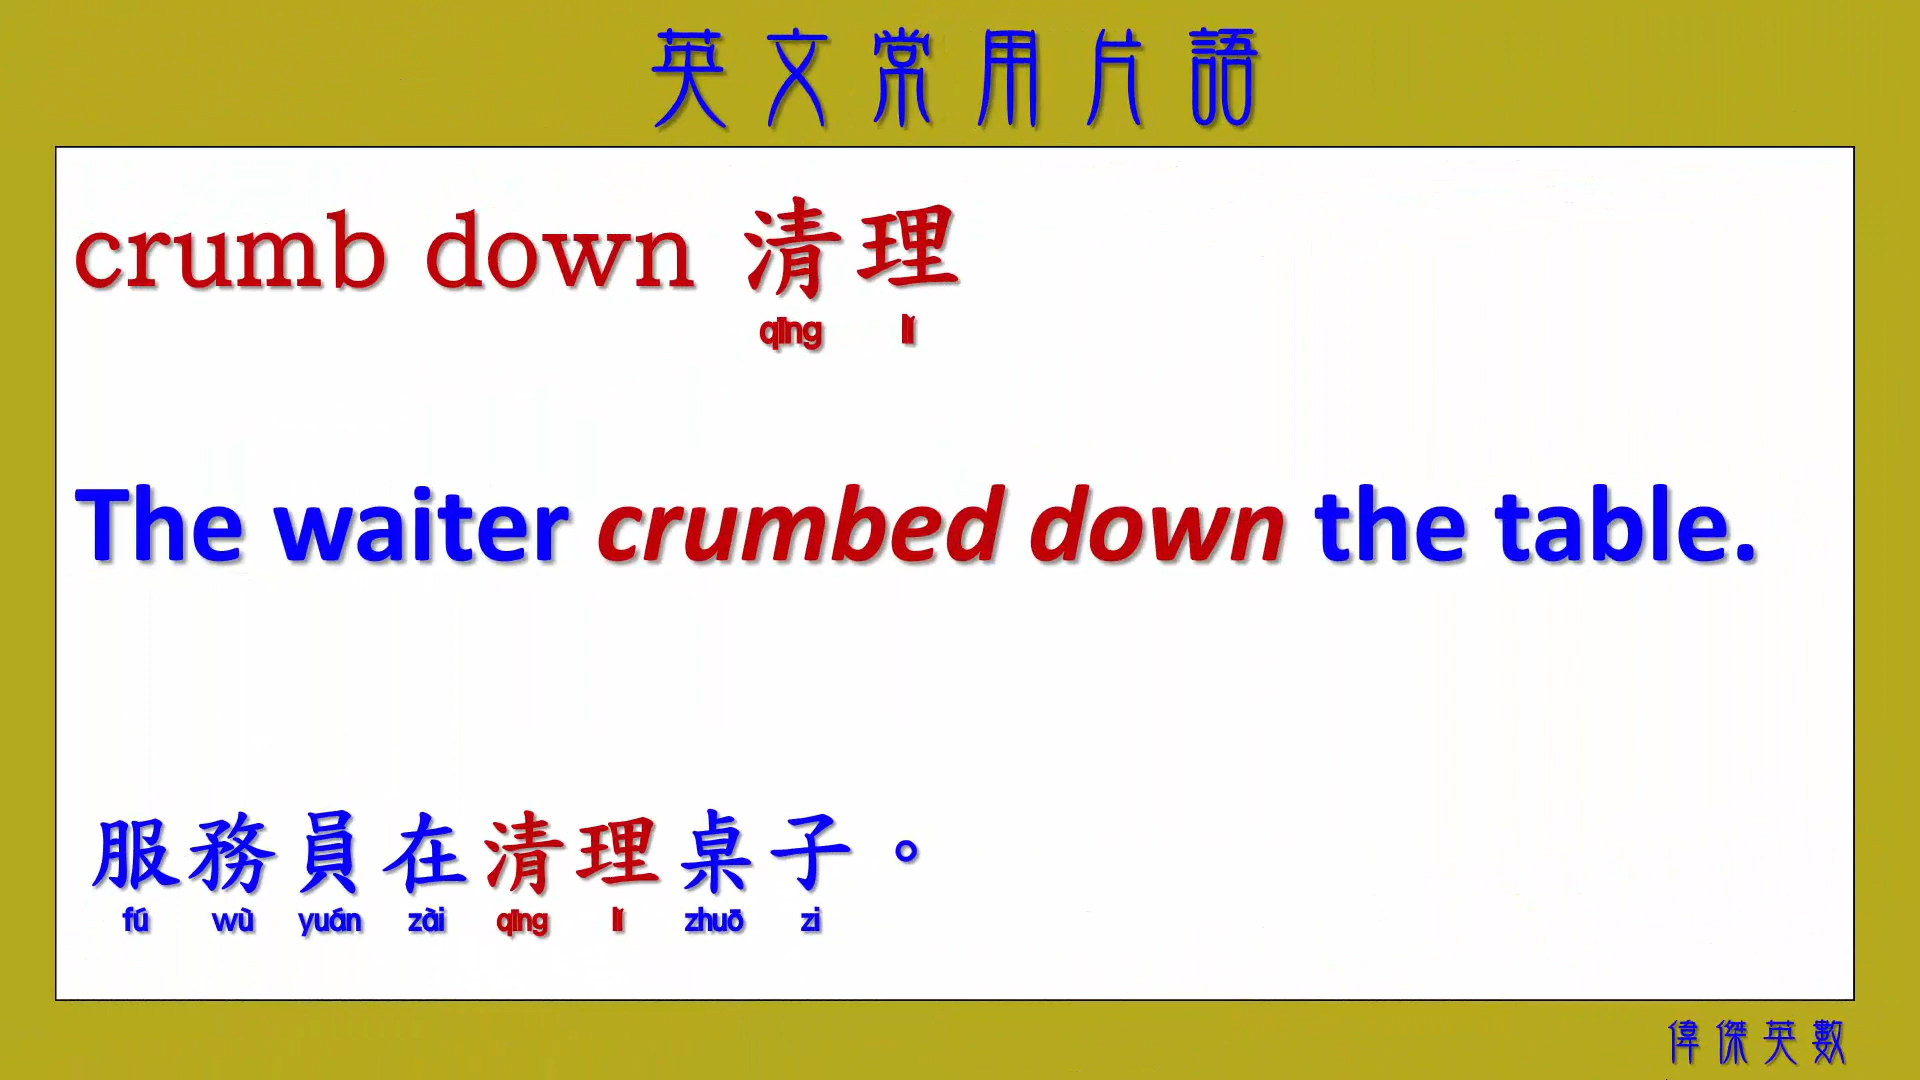 英文常用片語
crumb down 清理
qīng lǐ
The waiter crumbed down the table.
服務員在清理桌子。
fú wù yuán zài qīng lǐ zhuō zi
偉傑英數